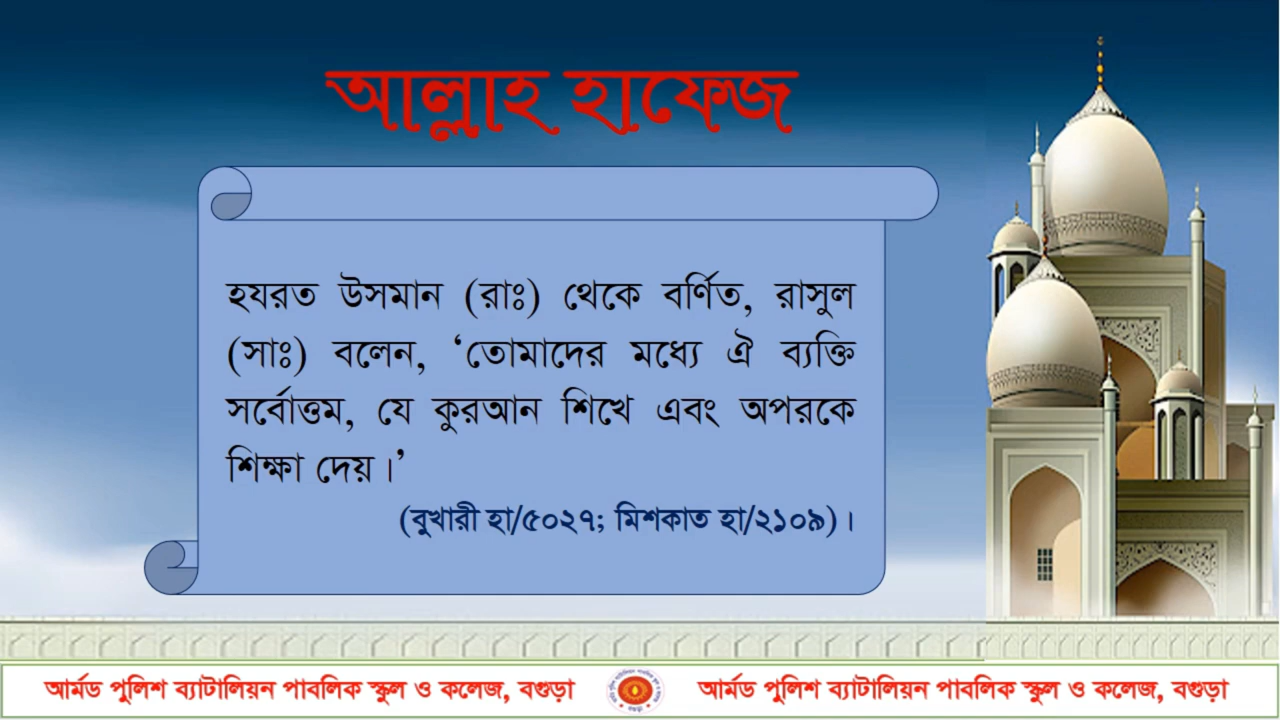 আল্লাহ হাফেজ
হযরত উসমান (রাঃ) থেকে বর্ণিত, রাসুল
(সাঃ) বলেন, ‘তোমাদের মধ্যে ঐ ব্যক্তি
সর্বোত্তম, যে কুরআন শিখে এবং অপরকে
শিক্ষা দেয়।’
(বুখারী হা/৫০২৭; মিশকাত হা/২১০৯)।
আর্মড পুলিশ ব্যাটালিয়ন পাবলিক স্কুল ও কলেজ, বগুড়া আর্মড পুলিশ ব্যাটালিয়ন পাবলিক স্কুল ও কলেজ, বগুড়া